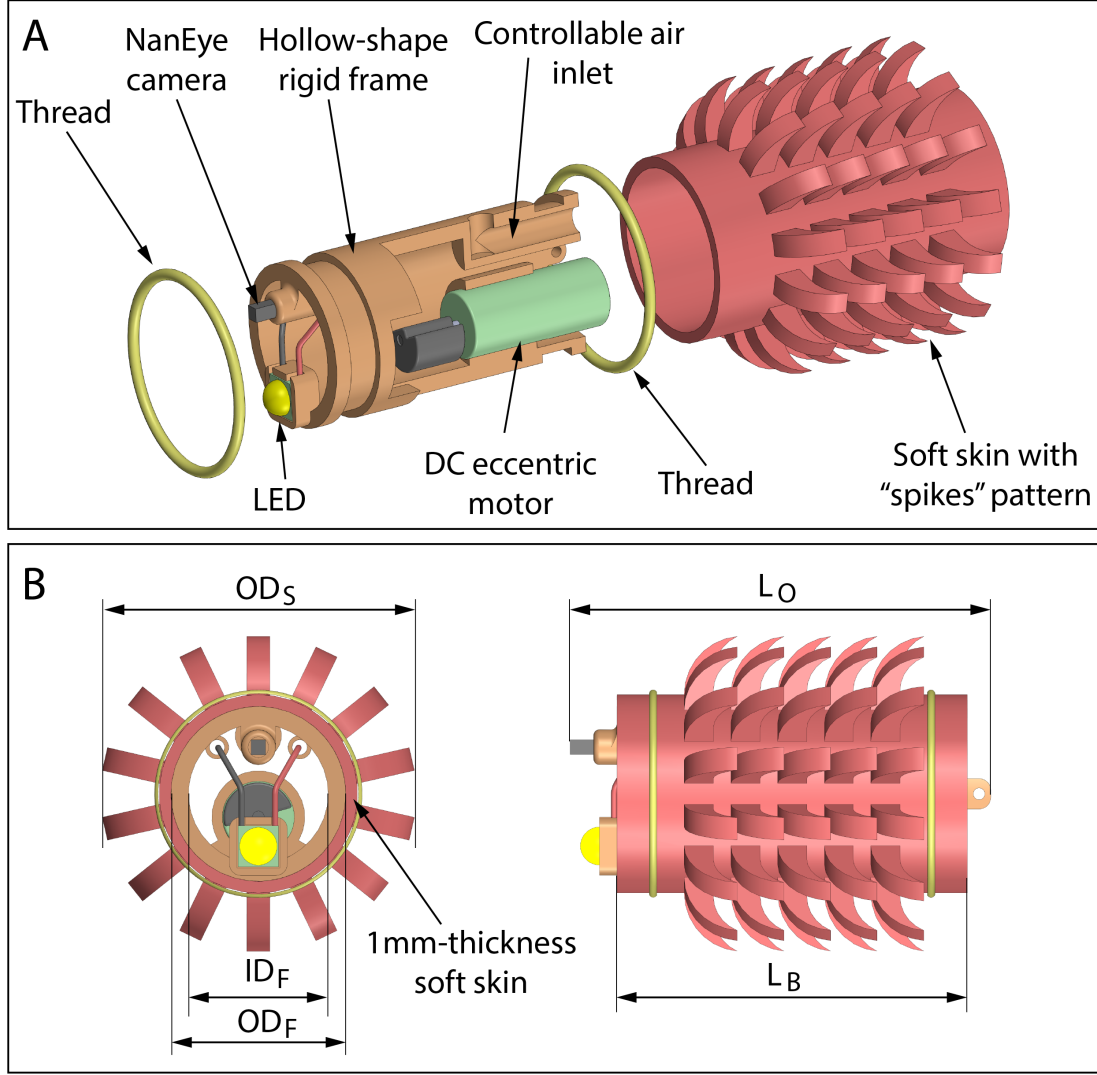 A
NanEye
camera
Hollow-shape
rigid frame
Controllable air
inlet
Thread
LED
DC eccentric
motor
Thread
Soft skin with
“spikes” pattern
B
ODS
LO
1mm-thickness
soft skin
IDF
ODF
LB